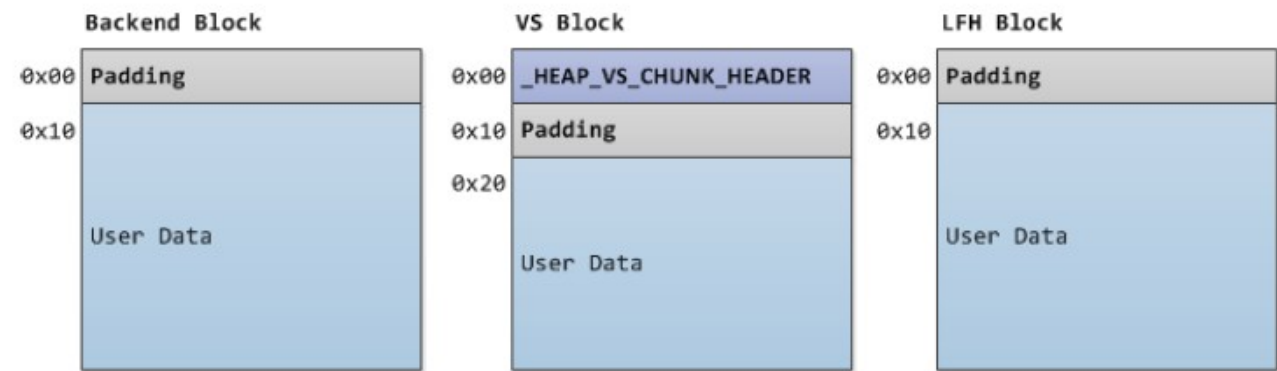 Backend Block
0x00 Padding
0x10
User Data
VS Block
0x00 _HEAP_VS_CHUNK_HEADER
0x10 Padding
0x20
User Data
LFH Block
0x00 Padding
0x10
User Data